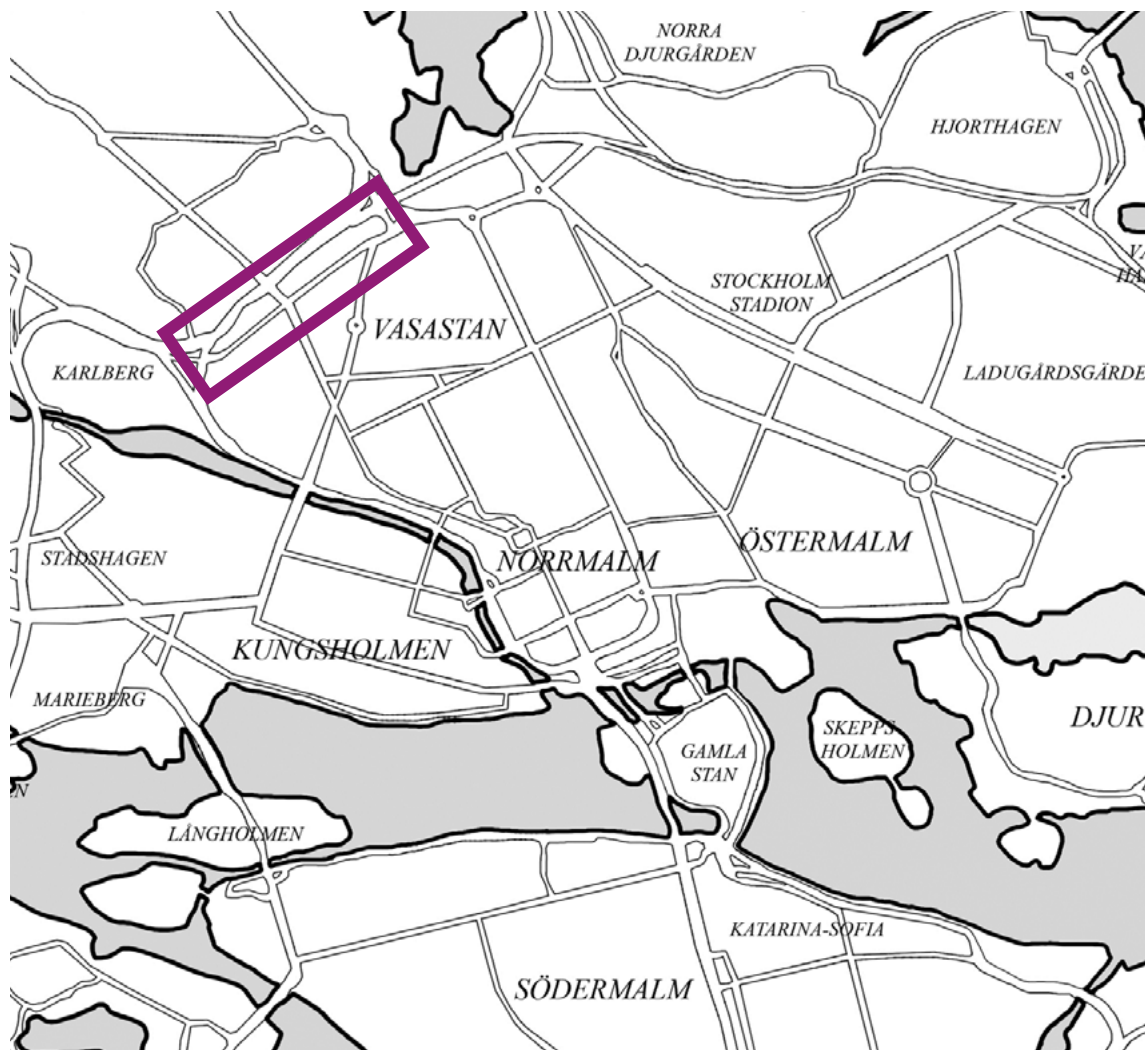 NORRA
DJURGÅRDEN
HJORTHAGEN
STOCKHOLM
STADION
VASASTAN
KARLBERG
LADUGÅRDSGÄRDE
STADSHAGEN
NORRMALM
ÖSTERMALM
KUNGSHOLMEN
MARIEBERG
GAMLA
STAN
SKEPPS
HOLMEN
DJUR
N
LÅNGHOLMEN
KATARINA-SOFIA
SÖDERMALM